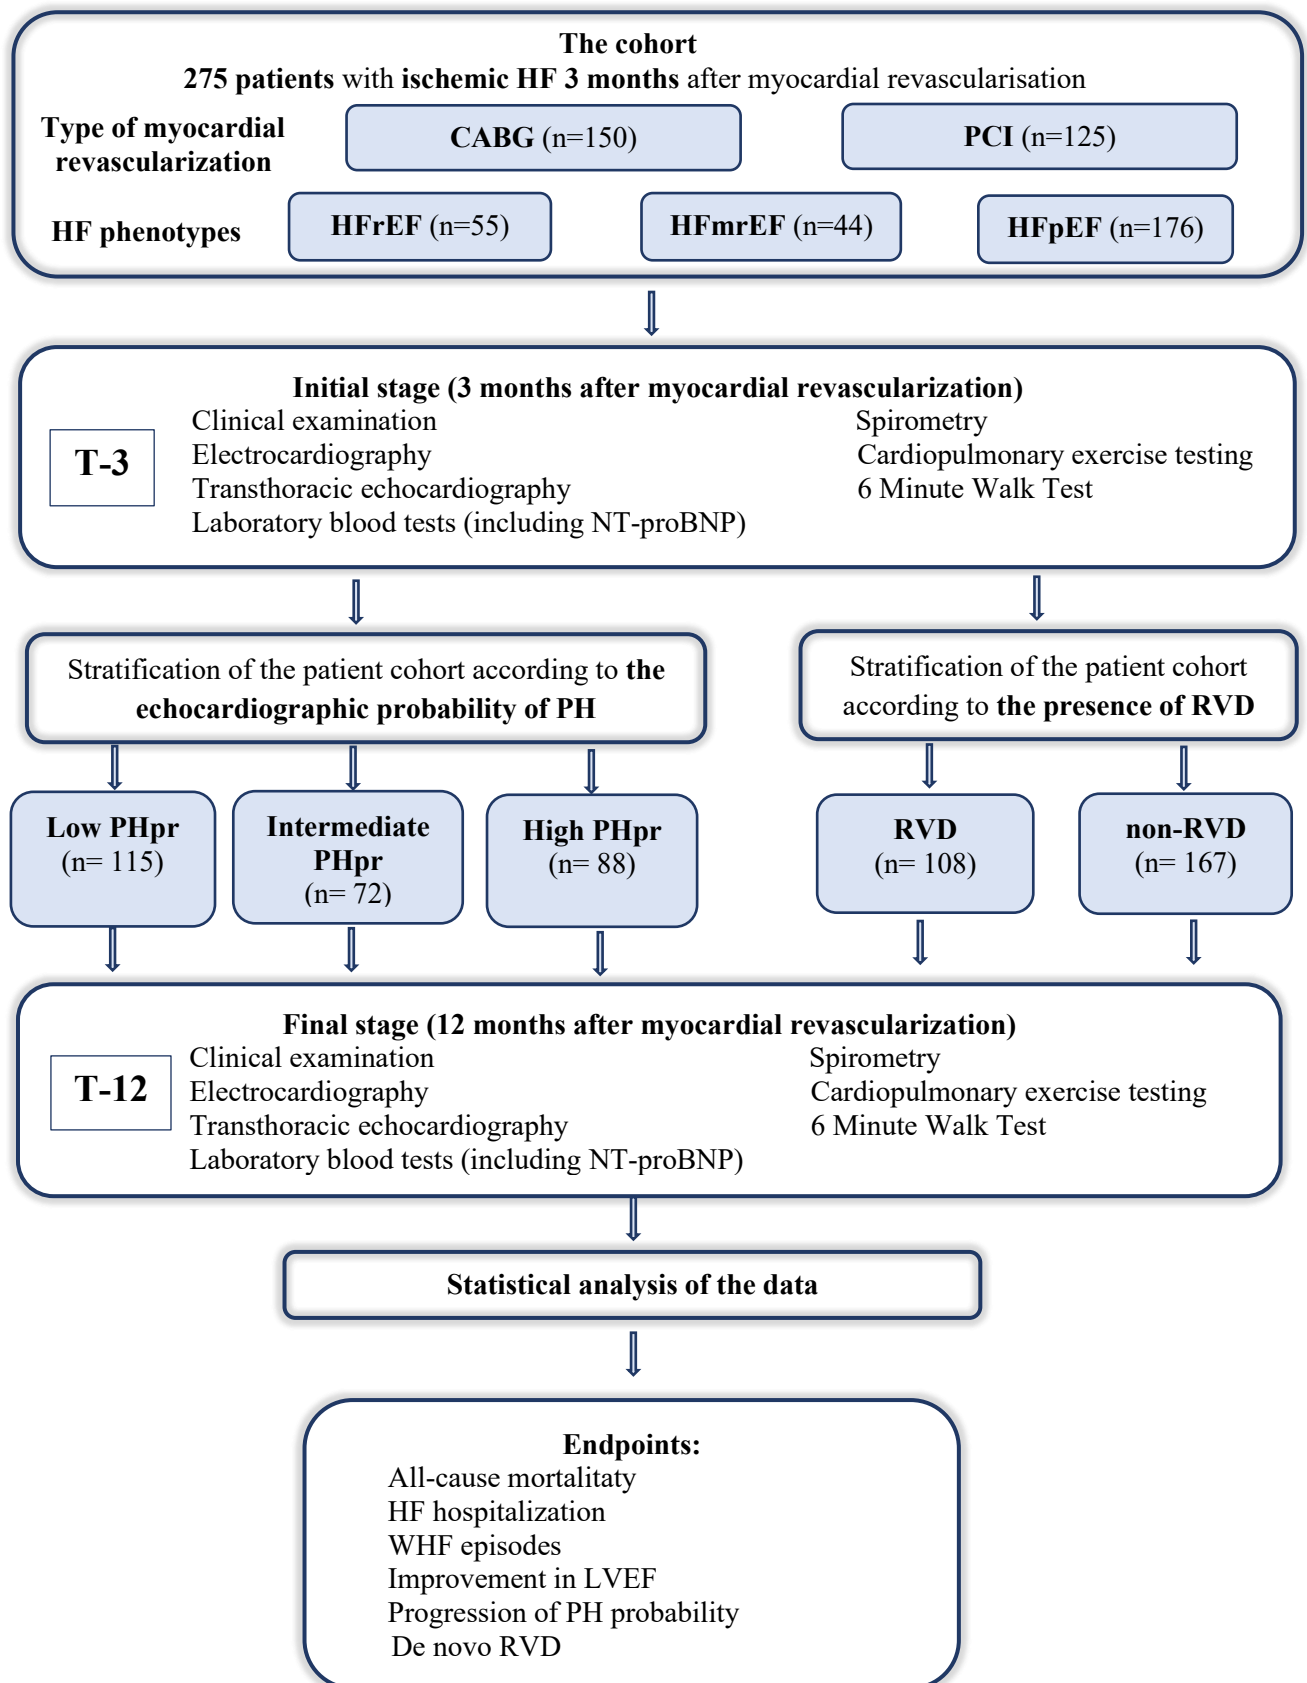 The cohort
275 patients with ischemic HF 3 months after myocardial revascularisation
Type of myocardial
revascularization
CABG (n=150)
PCI (n=125)
HF phenotypes
HFrEF (n=55)
HFmrEF (n=44)
HFpEF (n=176)
Initial stage (3 months after myocardial revascularization)
T-3
Clinical examination
Electrocardiography
Transthoracic echocardiography
Laboratory blood tests (including NT-proBNP)
Spirometry
Cardiopulmonary exercise testing
6 Minute Walk Test
Stratification of the patient cohort according to the
echocardiographic probability of PH
Stratification of the patient cohort
according to the presence of RVD
Low PHpr
(n= 115)
Intermediate
PHpr
(n= 72)
High PHpr
(n= 88)
RVD
(n= 108)
non-RVD
(n= 167)
Final stage (12 months after myocardial revascularization)
T-12
Clinical examination
Electrocardiography
Transthoracic echocardiography
Laboratory blood tests (including NT-proBNP)
Spirometry
Cardiopulmonary exercise testing
6 Minute Walk Test
Statistical analysis of the data
Endpoints:
All-cause mortalitaty
HF hospitalization
WHF episodes
Improvement in LVEF
Progression of PH probability
De novo RVD